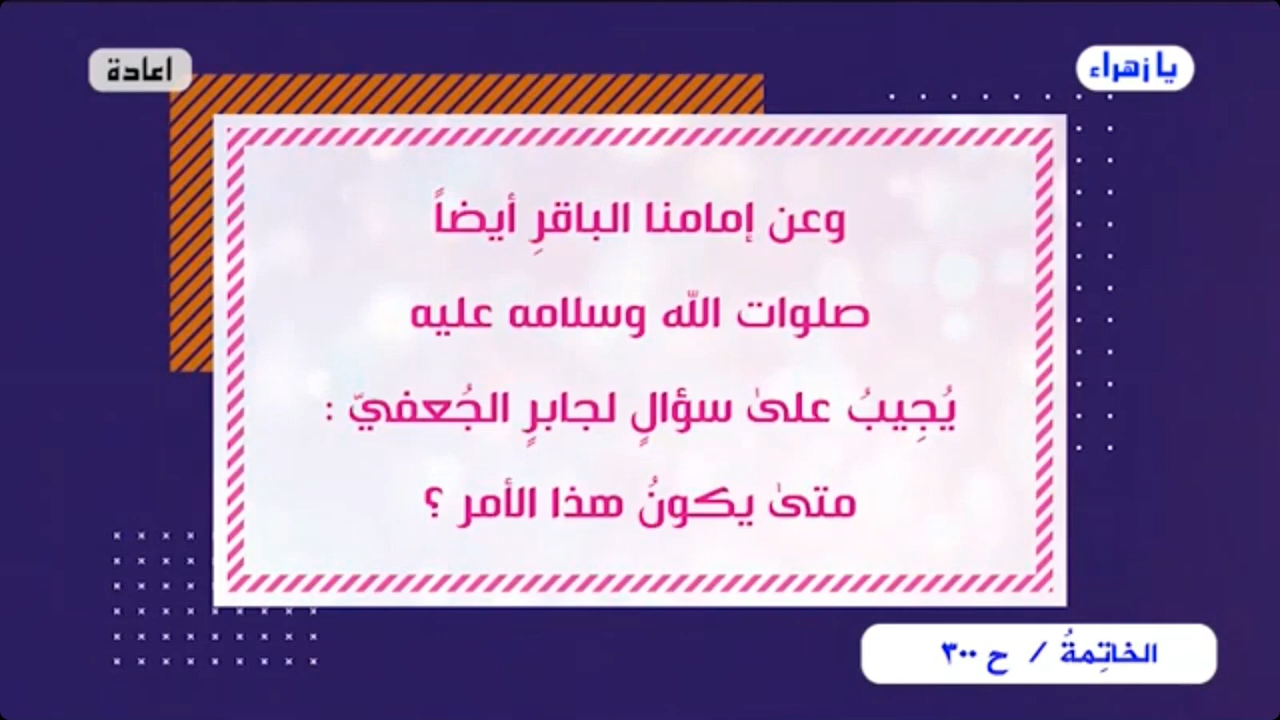 يا زهراء
اعادة
وعن إمامنا الباقرِ أيضاً
صلوات الله وسلامه عليه
يُجِيبُ علىٰ سؤالٍ لجابرٍ الجُعفيّ :
متىٰ يكونُ هذا الأمر ؟
الخاتِمةُ / ح ٣٠٠